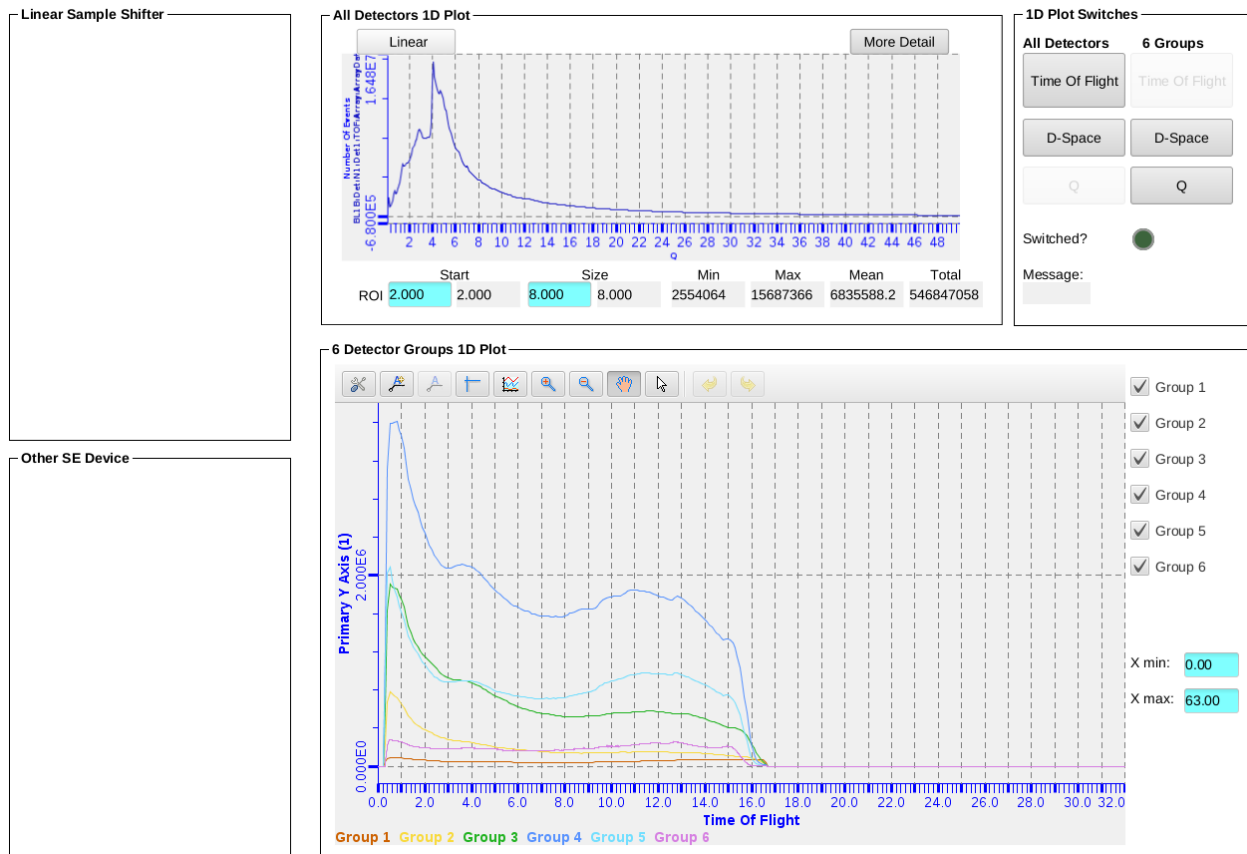 Linear Sample Shifter
All Detectors 1D Plot
1D Plot Switches
Linear
More Detail
1.648E7
-6.800E5
Number Of Events
2 4 6 8 10 12 14 16 18 20 22 24 26 28 30 32 34 36 38 40 42 44 46 48
Q
Start Size Min Max Mean Total
ROI 2.000 2.000 8.000 8.000 2554064 15687366 6835588.2 546847058
All Detectors 6 Groups
Time Of Flight Time Of Flight
D-Space D-Space
Q Q
Switched?
Message:
6 Detector Groups 1D Plot
Other SE Device
Primary Y Axis (1)
2.000E6
0.000E0
0.0 2.0 4.0 6.0 8.0 10.0 12.0 14.0 16.0 18.0 20.0 22.0 24.0 26.0 28.0 30.0 32.0
Time Of Flight
Group 1 Group 2 Group 3 Group 4 Group 5 Group 6
Group 1
Group 2
Group 3
Group 4
Group 5
Group 6
X min: 0.00
X max: 63.00